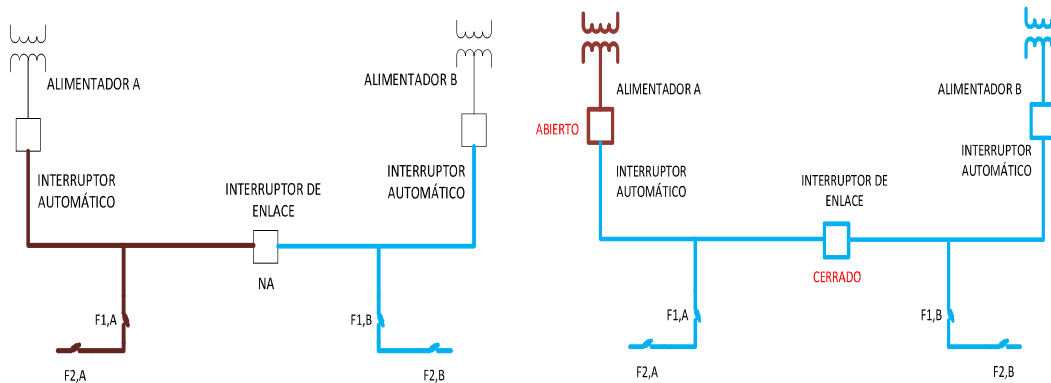 ALIMENTADOR A
ALIMENTADOR B
INTERRUPTOR
AUTOMÁTICO
INTERRUPTOR DE
ENLACE
INTERRUPTOR
AUTOMÁTICO
NA
F1,A
F1,B
F2,A
F2,B
ALIMENTADOR A
ALIMENTADOR B
ABIERTO
INTERRUPTOR
AUTOMÁTICO
INTERRUPTOR DE
ENLACE
INTERRUPTOR
AUTOMÁTICO
CERRADO
F1,A
F1,B
F2,A
F2,B